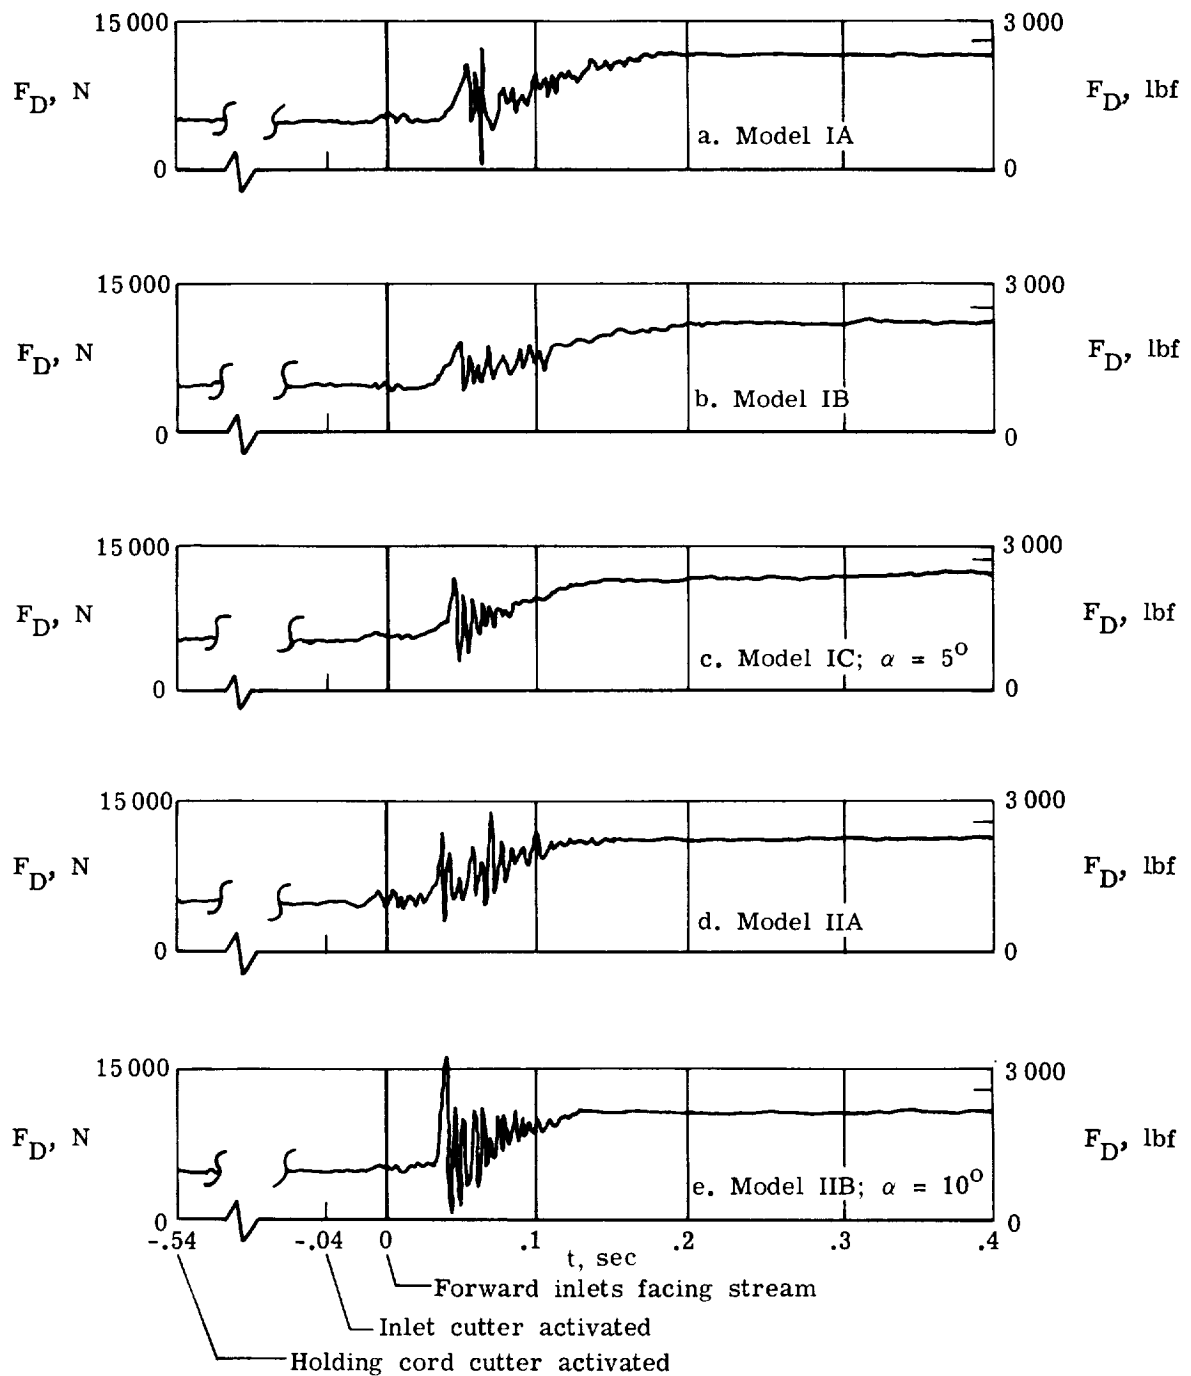 15 000
3 000
F_D, N
F_D, lbf
a. Model IA
0
0
15 000
3 000
F_D, N
F_D, lbf
b. Model IB
0
0
15 000
3 000
F_D, N
F_D, lbf
c. Model IC; α = 5°
0
0
15 000
3 000
F_D, N
F_D, lbf
d. Model IIA
0
0
15 000
3 000
F_D, N
F_D, lbf
e. Model IIB; α = 10°
0
0
-.54 -.04 0 .1 .2 .3 .4
t, sec
Forward inlets facing stream
Inlet cutter activated
Holding cord cutter activated